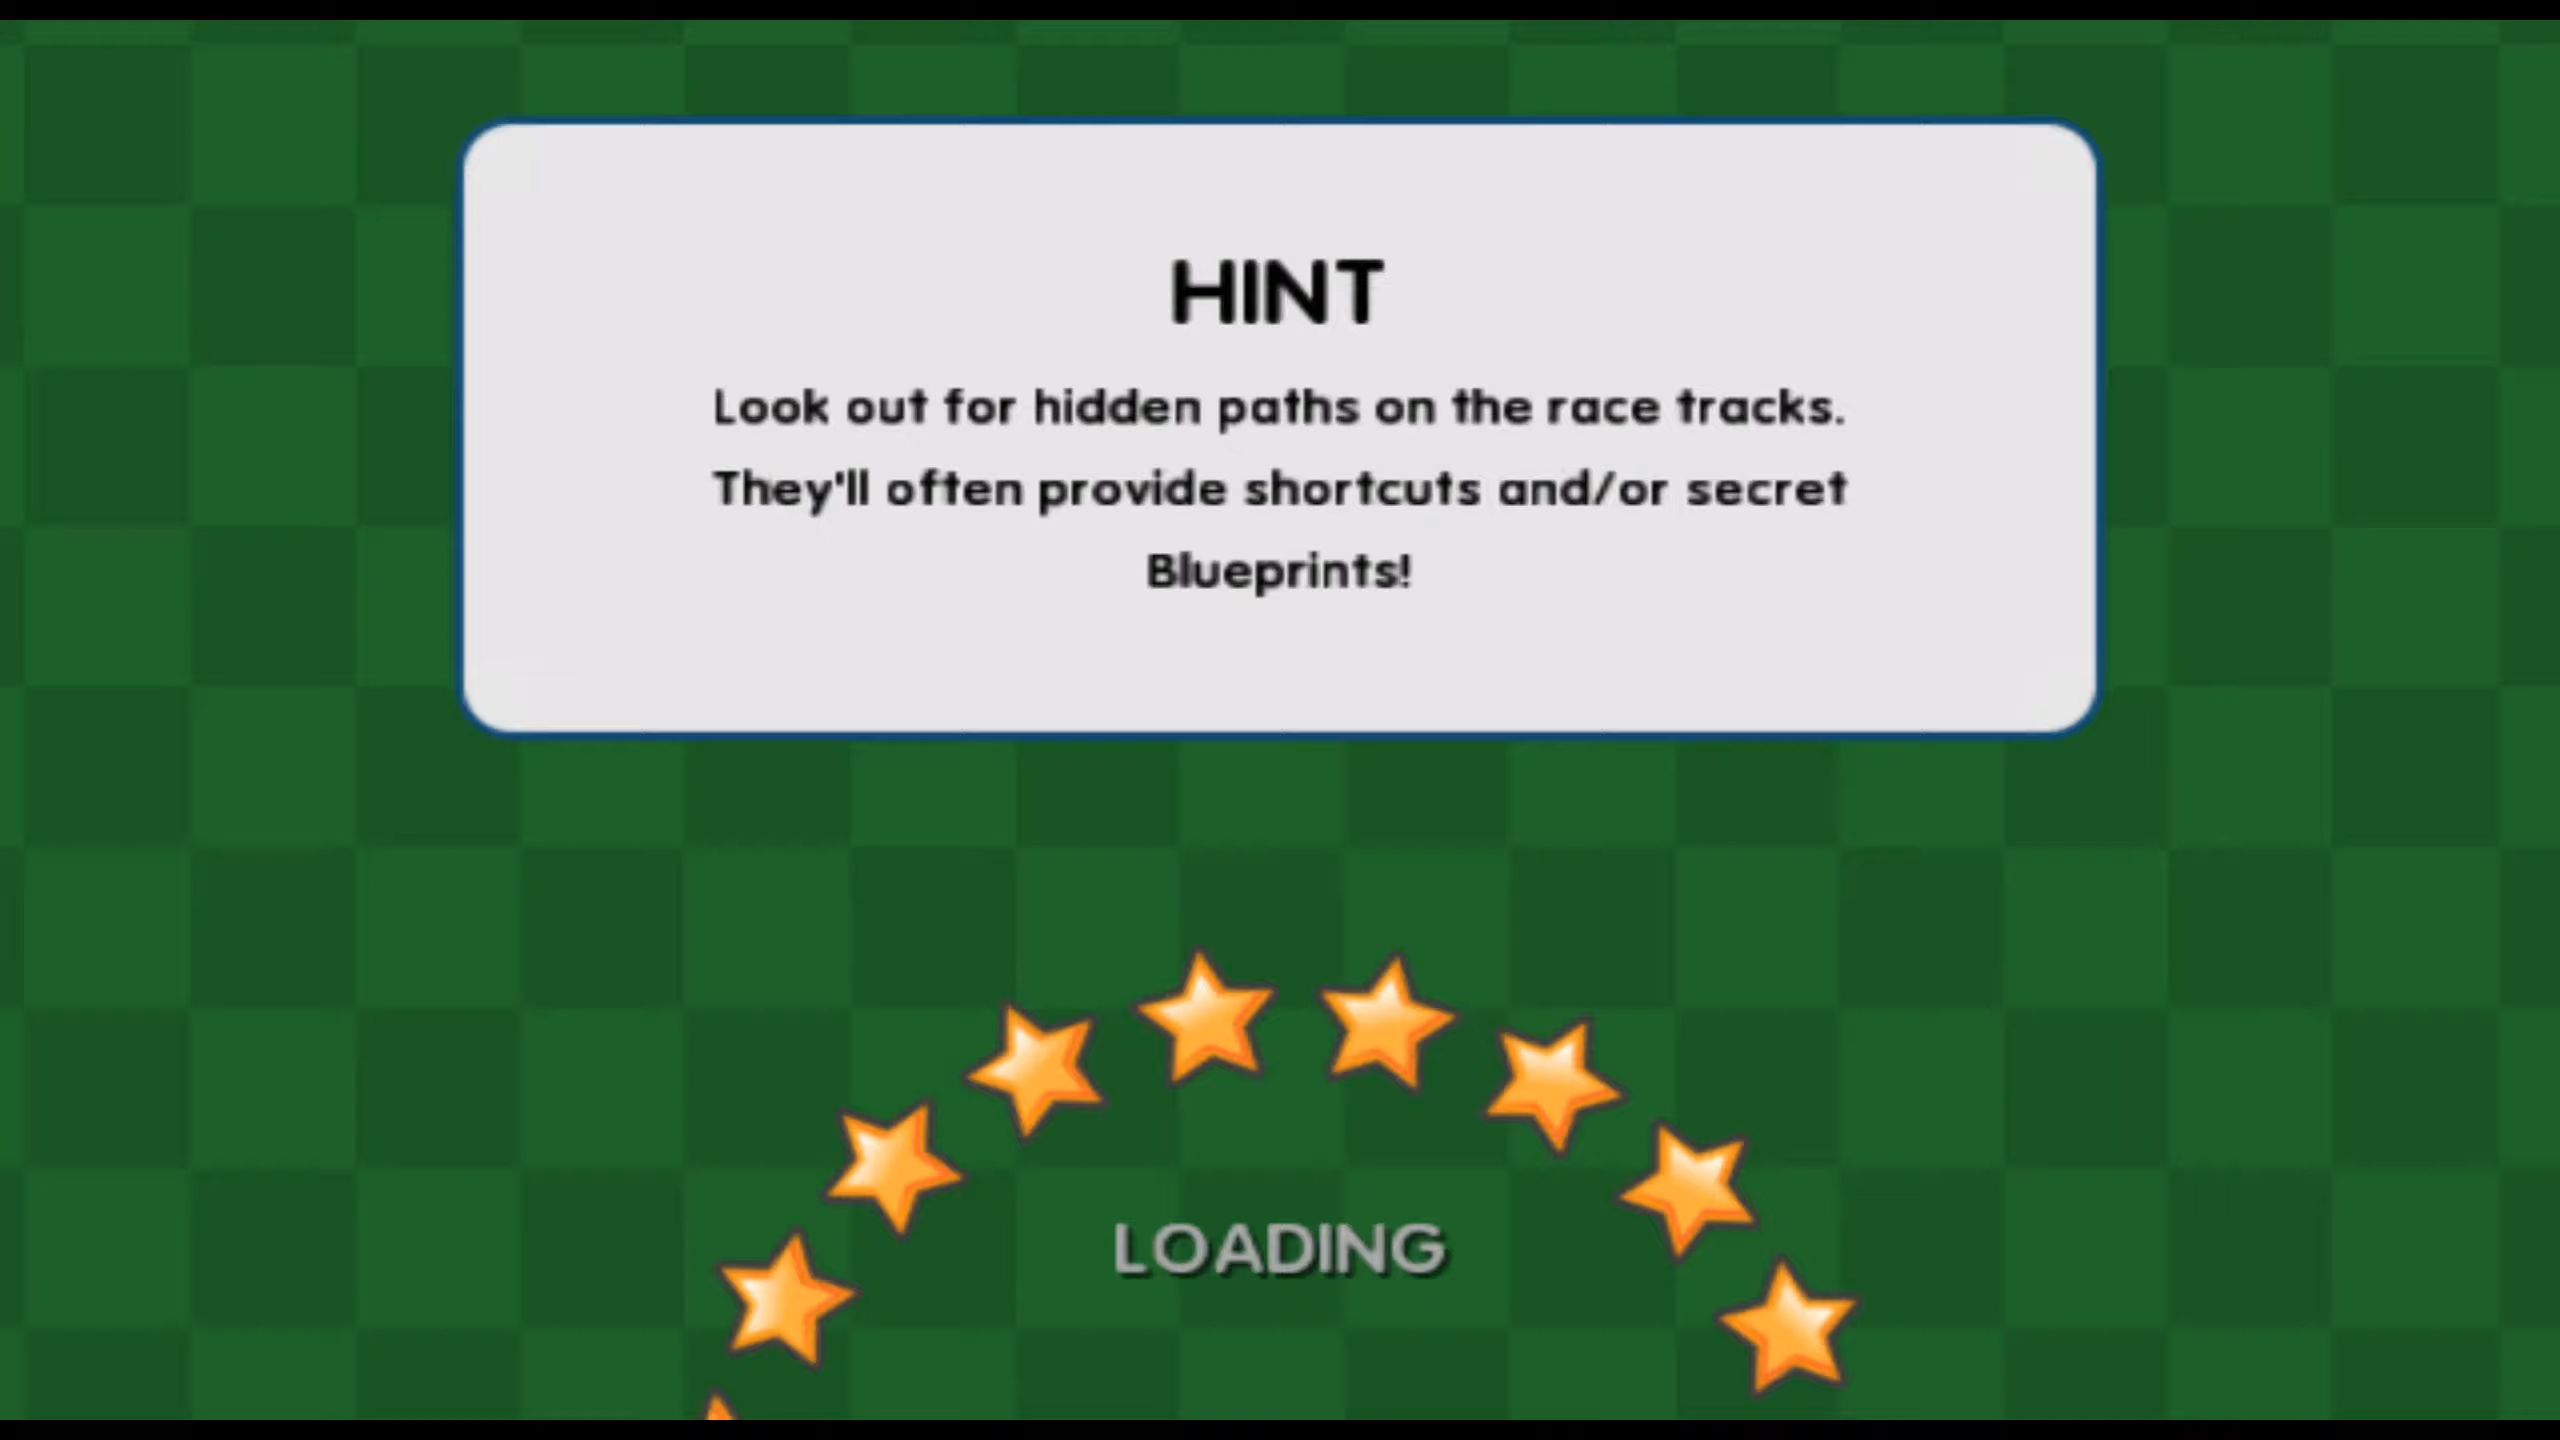 HINT
Look out for hidden paths on the race tracks.
They'll often provide shortcuts and/or secret
Blueprints!
LOADING